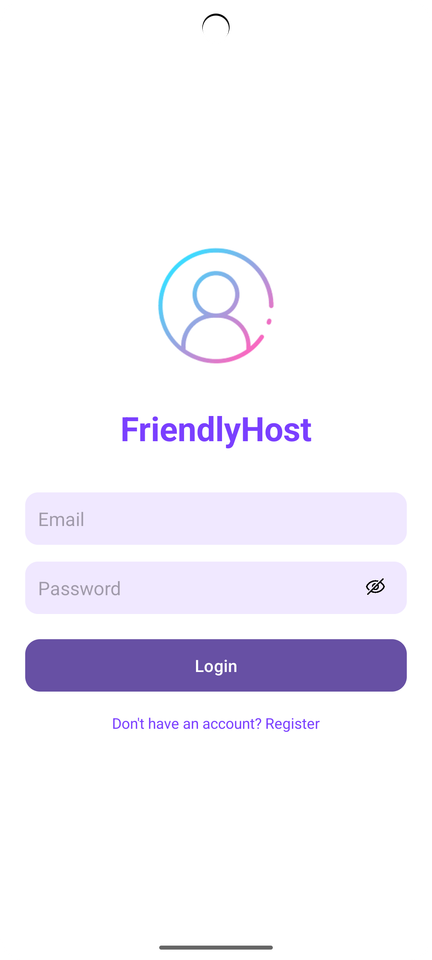 FriendlyHost
Email
Password
Login
Don't have an account? Register